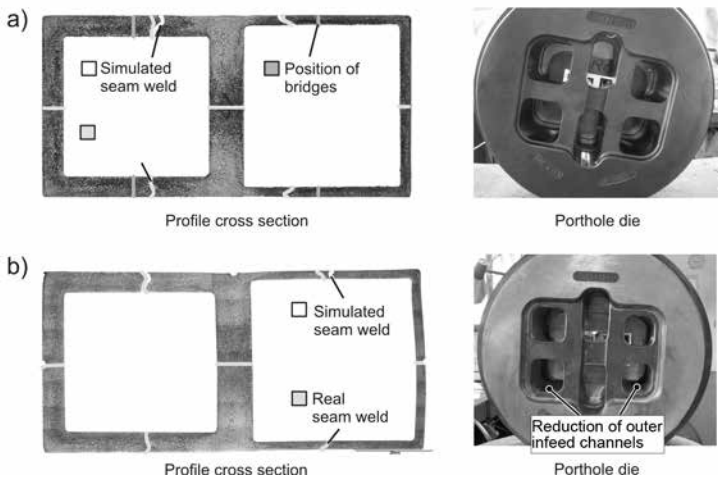 a)
Simulated
seam weld
Position of
bridges
Profile cross section
Porthole die
b)
Simulated
seam weld
Real
seam weld
Reduction of outer
infeed channels
Profile cross section
Porthole die